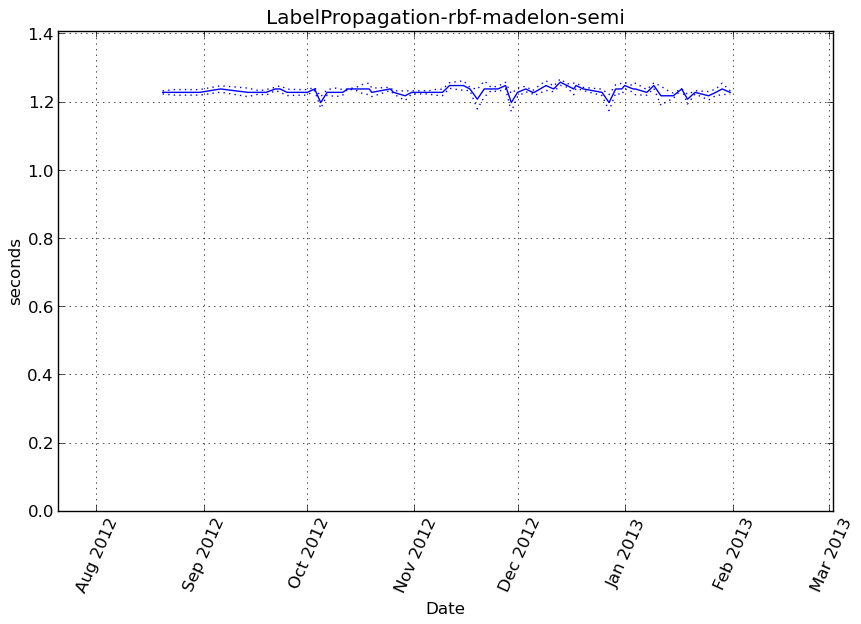 LabelPropagation-rbf-madelon-semi
1.4
1.2
1.0
0.8
0.6
0.4
0.2
0.0
seconds
Aug 2012
Sep 2012
Oct 2012
Nov 2012
Dec 2012
Jan 2013
Feb 2013
Mar 2013
Date